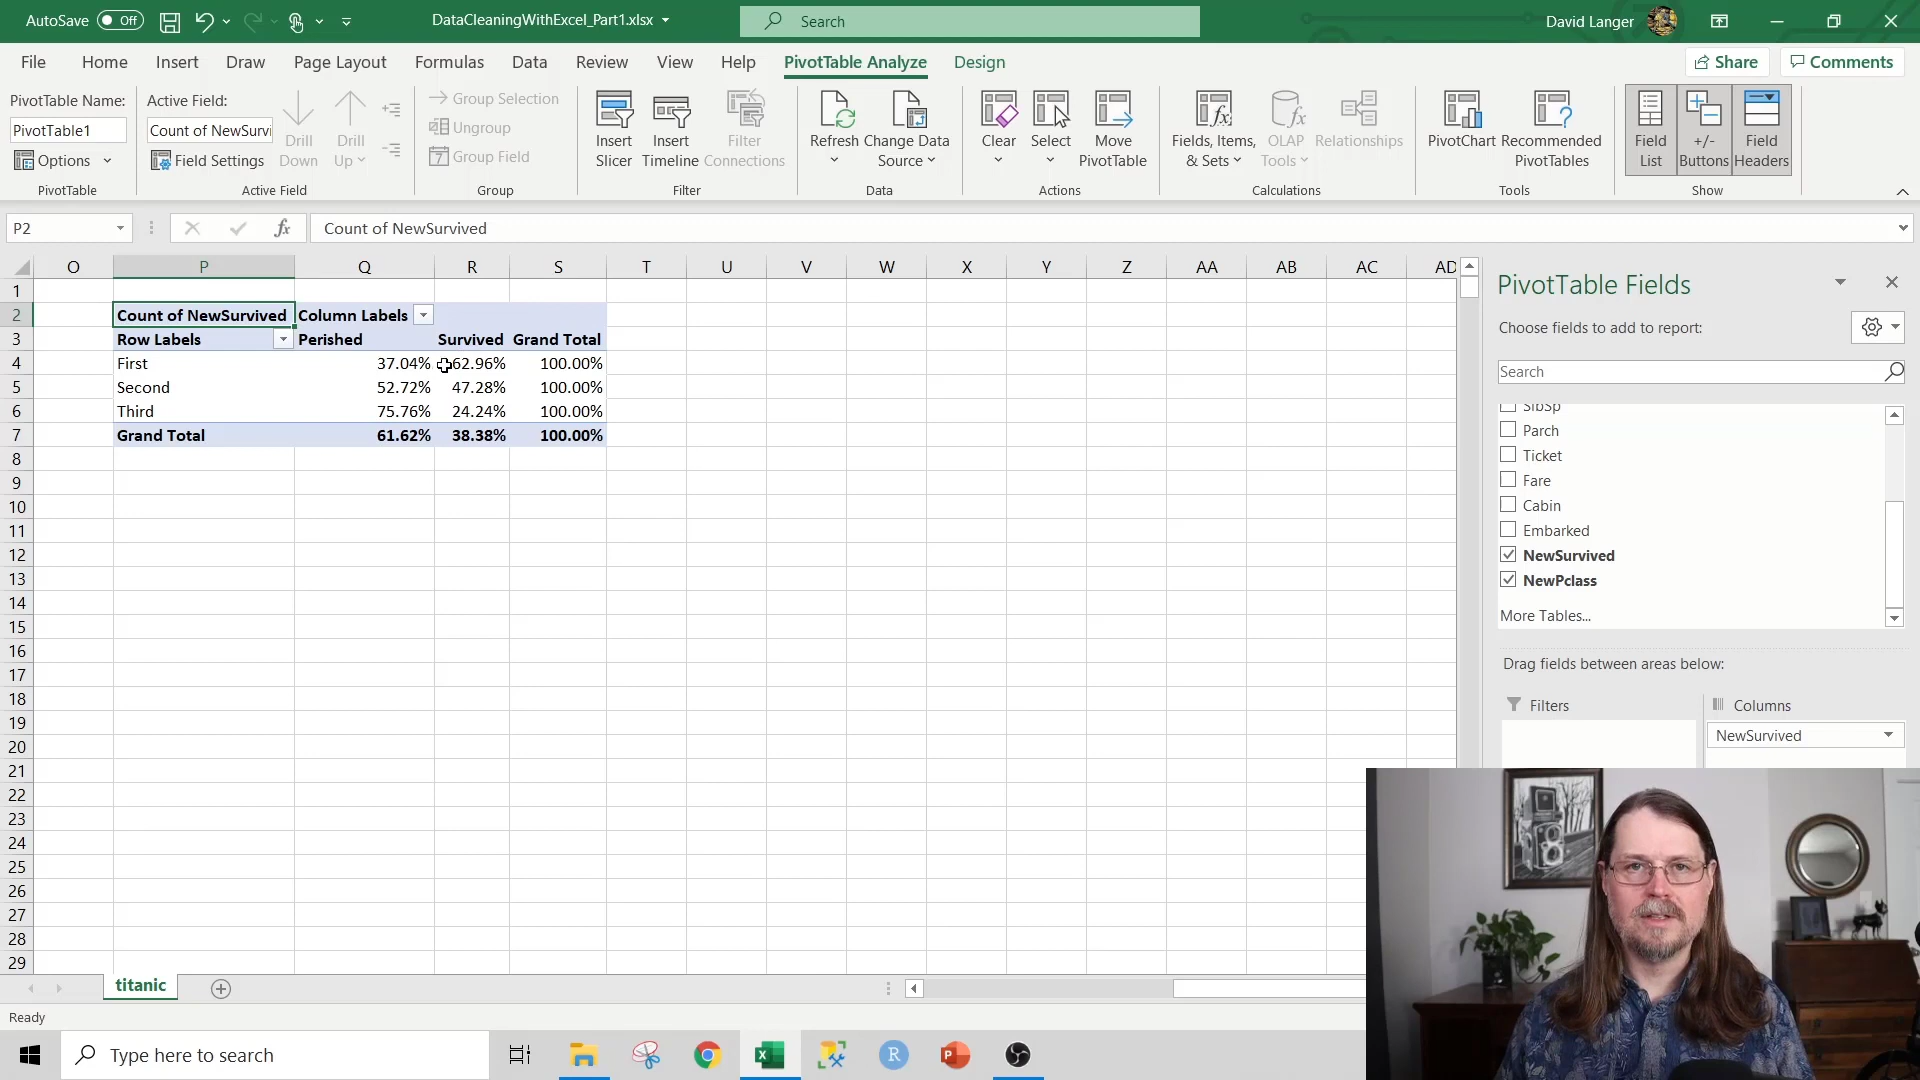 AutoSave Off
DataCleaningWithExcel_Part1.xlsx
Search
David Langer
File Home Insert Draw Page Layout Formulas Data Review View Help PivotTable Analyze Design
Share Comments
PivotTable Name:
PivotTable1
Options
PivotTable
Active Field:
Count of NewSurvi
Field Settings
Drill Down
Drill Up
Active Field
Group Selection
Ungroup
Group Field
Group
Insert Slicer
Insert Timeline
Filter Connections
Filter
Refresh
Change Data Source
Data
Clear
Select
Move PivotTable
Actions
Fields, Items, & Sets
OLAP Tools
Relationships
Calculations
PivotChart
Recommended PivotTables
Tools
Field List
+/- Buttons
Field Headers
Show
P2
fx
Count of NewSurvived
O P Q R S T U V W X Y Z AA AB AC AD
1
2 Count of NewSurvived Column Labels
3 Row Labels Perished Survived Grand Total
4 First 37.04% 62.96% 100.00%
5 Second 52.72% 47.28% 100.00%
6 Third 75.76% 24.24% 100.00%
7 Grand Total 61.62% 38.38% 100.00%
8
9
10
11
12
13
14
15
16
17
18
19
20
21
22
23
24
25
26
27
28
29
PivotTable Fields
Choose fields to add to report:
Search
SibSp
Parch
Ticket
Fare
Cabin
Embarked
NewSurvived
NewPclass
More Tables...
Drag fields between areas below:
Filters
Columns
NewSurvived
titanic
Ready
Type here to search